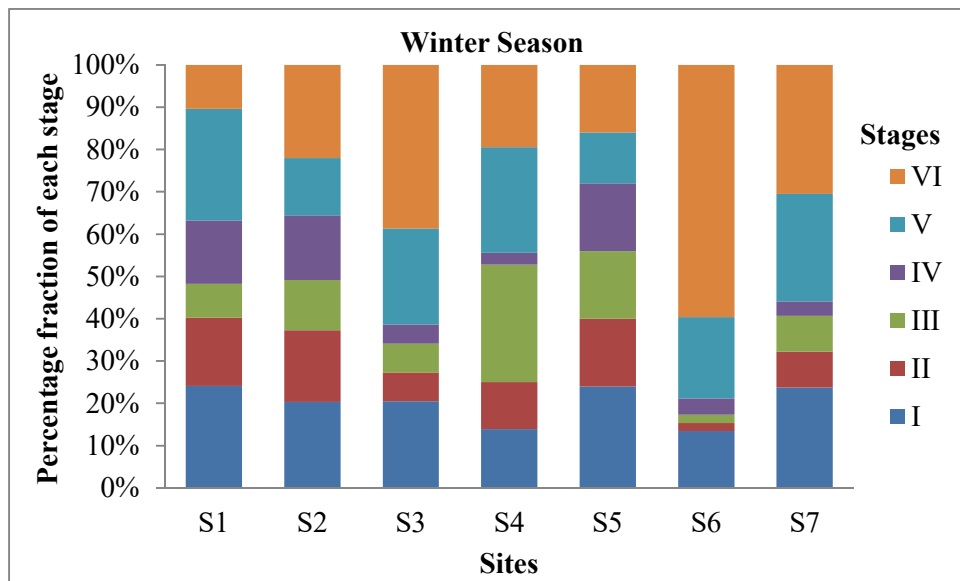 Winter Season
Percentage fraction of each stage
100%
90%
80%
70%
60%
50%
40%
30%
20%
10%
0%
S1 S2 S3 S4 S5 S6 S7
Sites
Stages
VI
V
IV
III
II
I